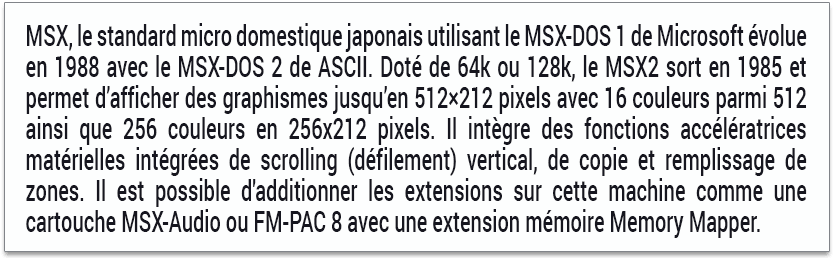 MSX, le standard micro domestique japonais utilisant le MSX-DOS 1 de Microsoft évolue
en 1988 avec le MSX-DOS 2 de ASCII. Doté de 64k ou 128k, le MSX2 sort en 1985 et
permet d’afficher des graphismes jusqu’en 512×212 pixels avec 16 couleurs parmi 512
ainsi que 256 couleurs en 256x212 pixels. Il intègre des fonctions accélératrices
matérielles intégrées de scrolling (défilement) vertical, de copie et remplissage de
zones. Il est possible d'additionner les extensions sur cette machine comme une
cartouche MSX-Audio ou FM-PAC 8 avec une extension mémoire Memory Mapper.